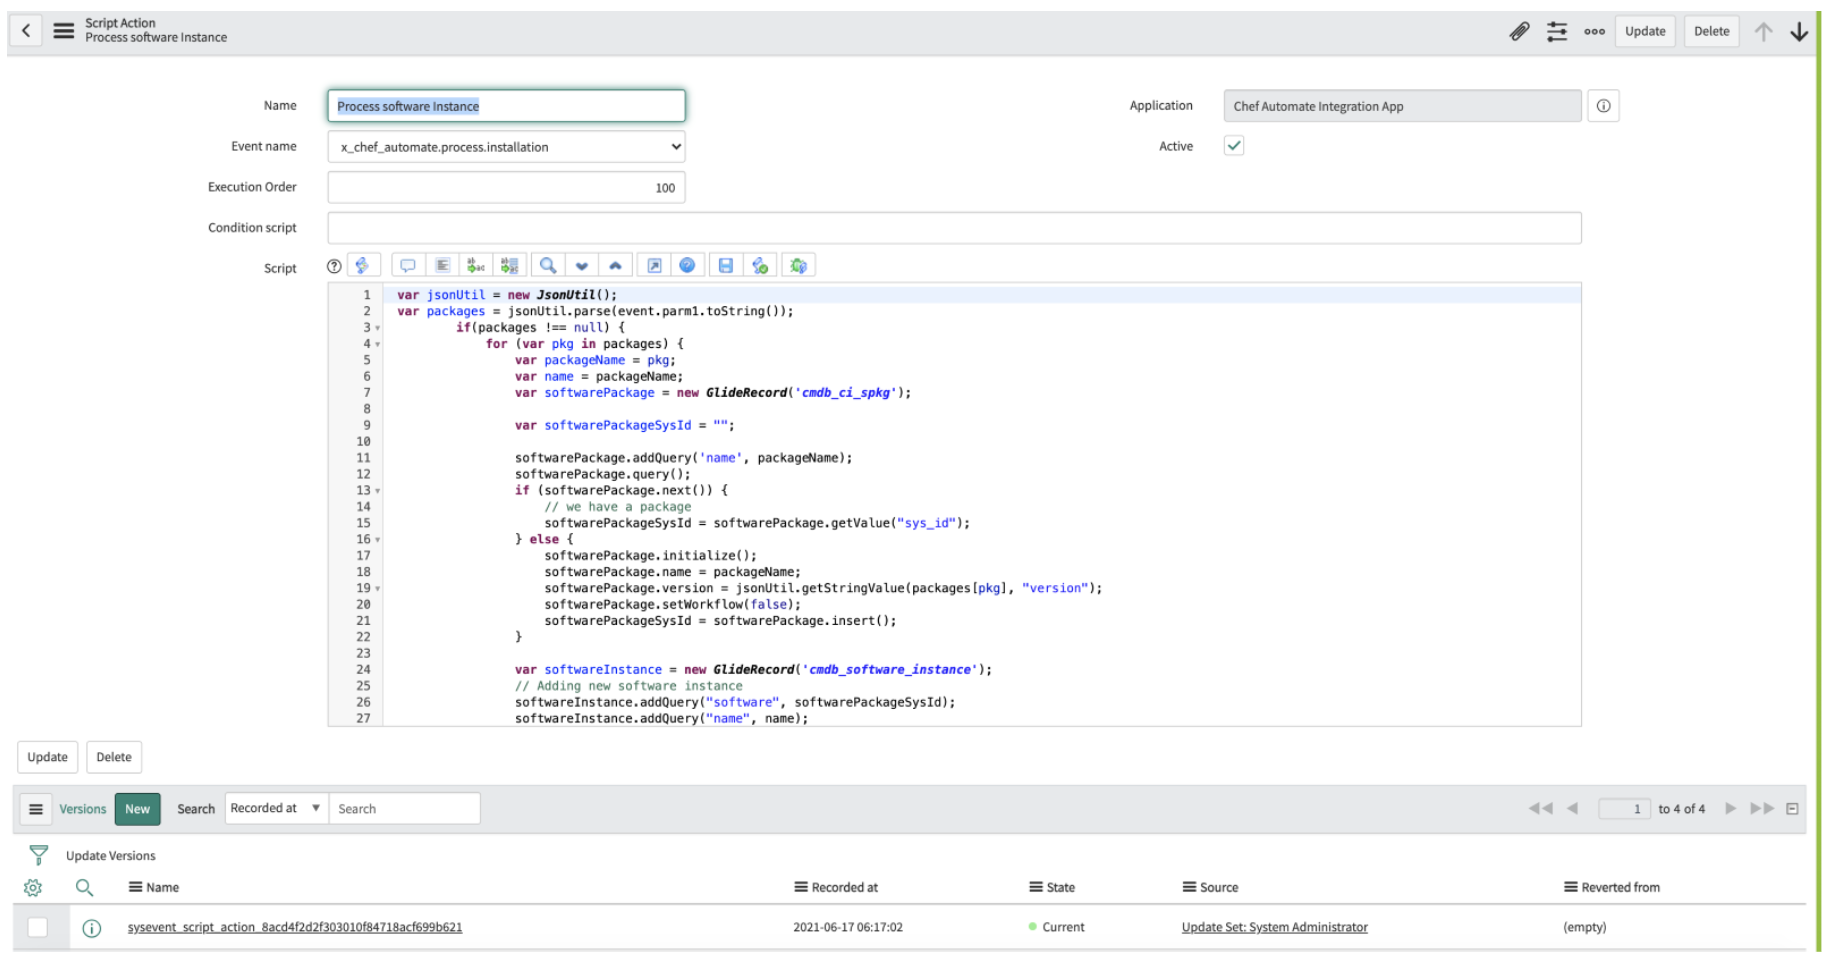 Script Action
Process software Instance
Update
Delete
Name
Process software Instance
Application
Chef Automate Integration App
Event name
x_chef_automate.process.installation
Active
Execution Order
100
Condition script
Script
1 var jsonUtil = new JsonUtil();
2 var packages = jsonUtil.parse(event.parm1.toString());
3 if(packages !== null) {
4 for (var pkg in packages) {
5 var packageName = pkg;
6 var name = packageName;
7 var softwarePackage = new GlideRecord('cmdb_ci_spkg');
8
9 var softwarePackageSysId = "";
10
11 softwarePackage.addQuery('name', packageName);
12 softwarePackage.query();
13 if (softwarePackage.next()) {
14 // we have a package
15 softwarePackageSysId = softwarePackage.getValue("sys_id");
16 } else {
17 softwarePackage.initialize();
18 softwarePackage.name = packageName;
19 softwarePackage.version = jsonUtil.getStringValue(packages[pkg], "version");
20 softwarePackage.setWorkflow(false);
21 softwarePackageSysId = softwarePackage.insert();
22 }
23
24 var softwareInstance = new GlideRecord('cmdb_software_instance');
25 // Adding new software instance
26 softwareInstance.addQuery("software", softwarePackageSysId);
27 softwareInstance.addQuery("name", name);
Update Delete
Versions New Search Recorded at Search 1 to 4 of 4
Update Versions
Name Recorded at State Source Reverted from
sysevent_script_action_8acd4f2d2f303010f84718acf699b621 2021-06-17 06:17:02 Current Update Set: System Administrator (empty)